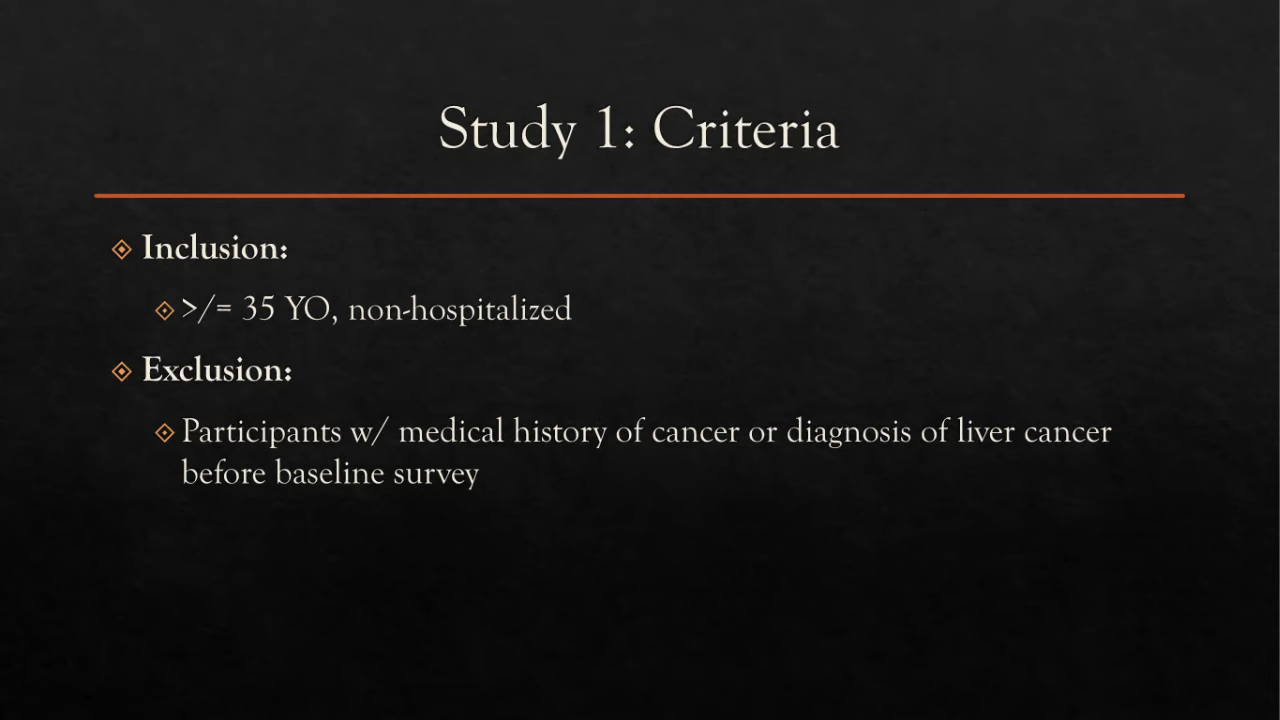 Study 1: Criteria
Inclusion:
>/= 35 YO, non-hospitalized
Exclusion:
Participants w/ medical history of cancer or diagnosis of liver cancer
before baseline survey